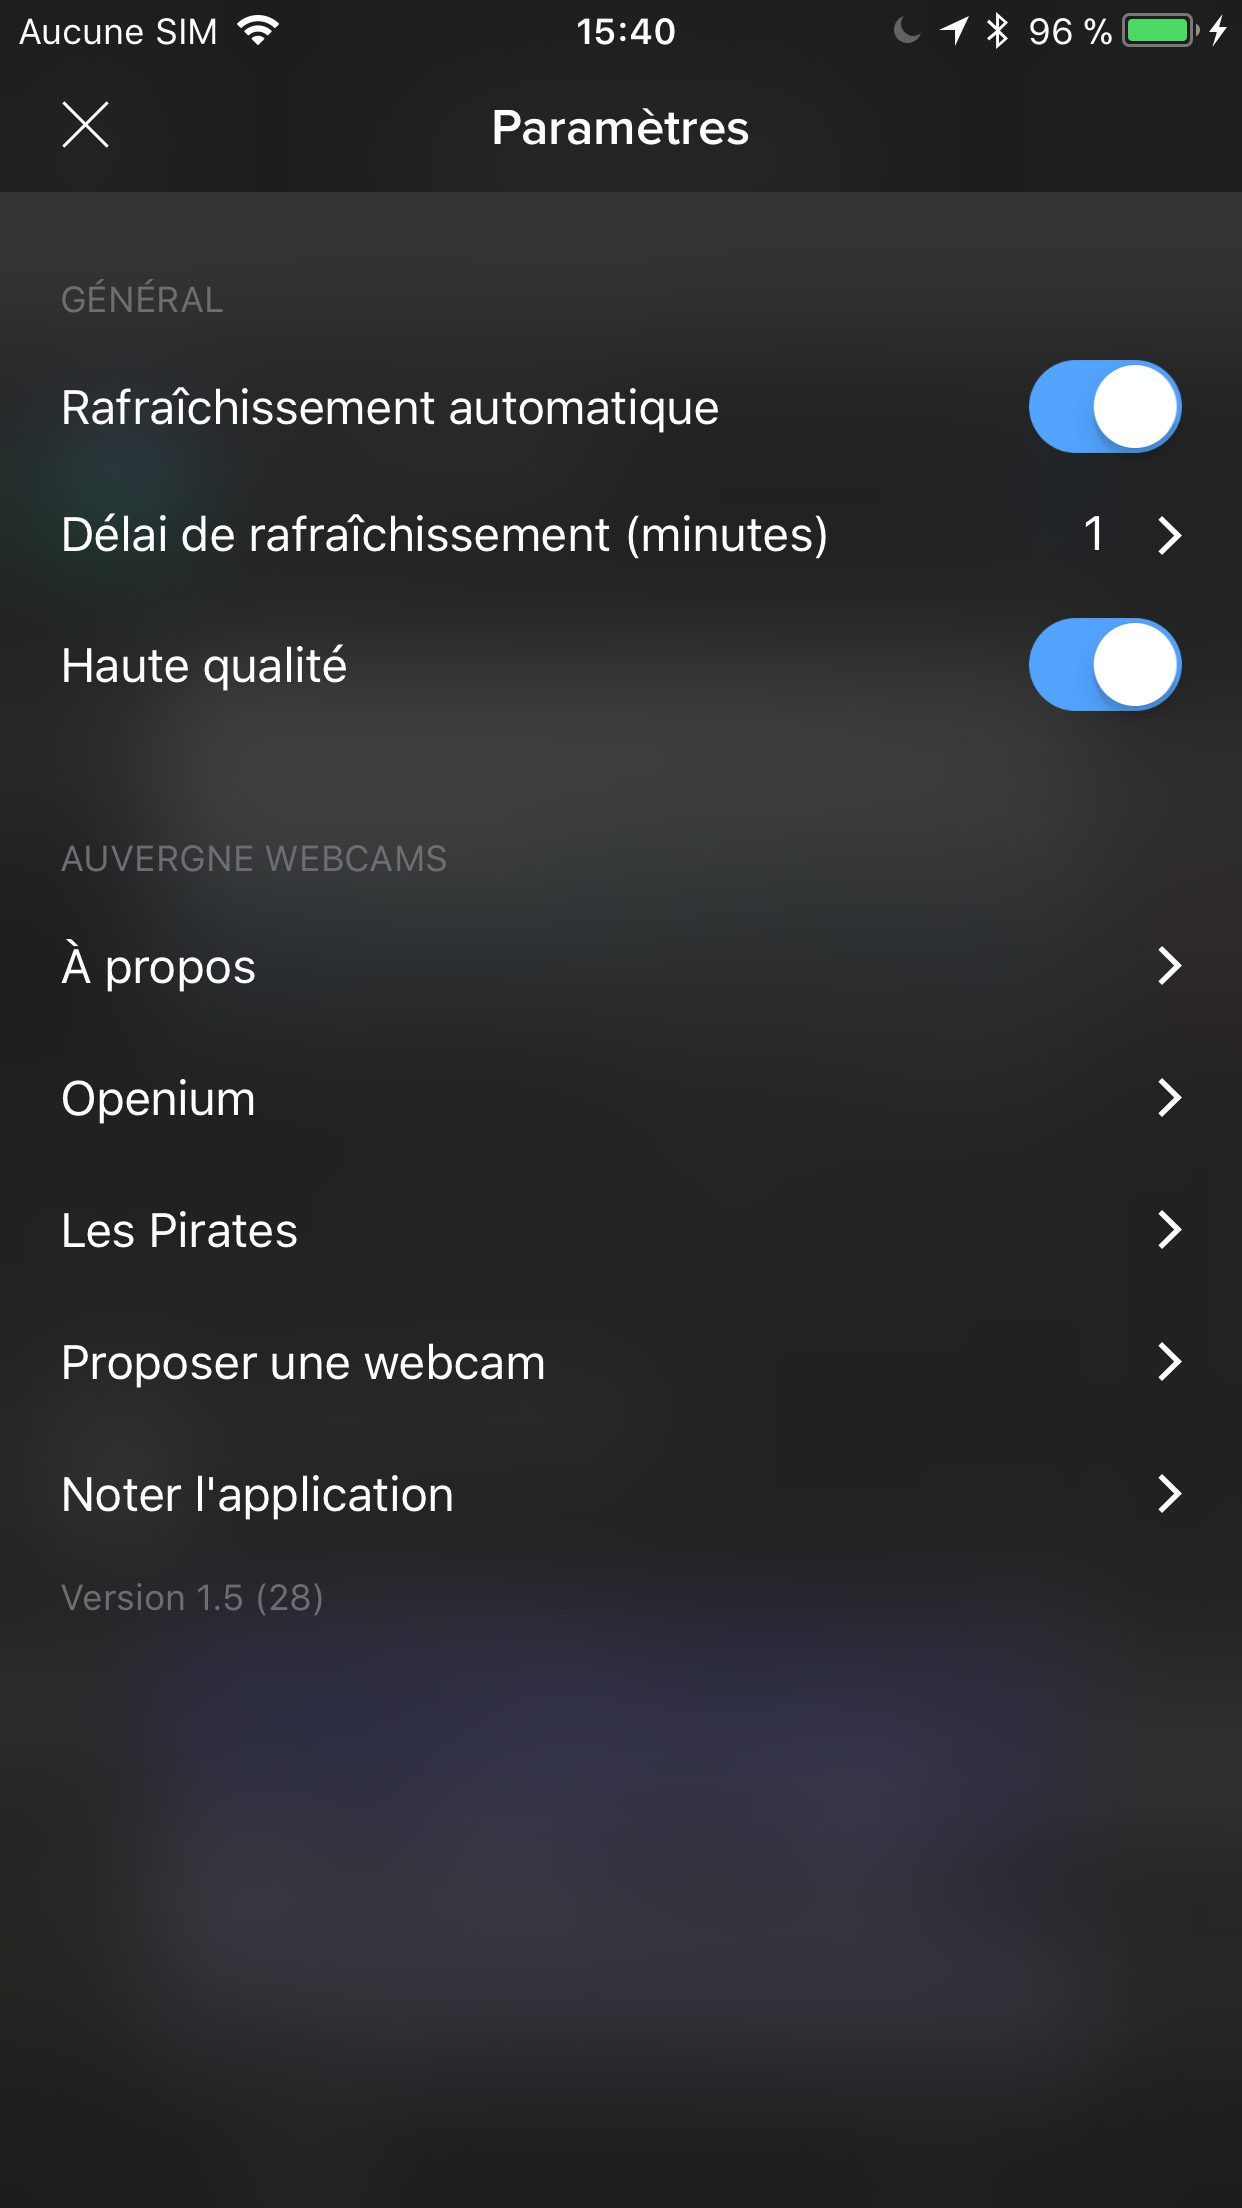 Aucune SIM 15:40 96 %
Paramètres
GÉNÉRAL
Rafraîchissement automatique
Délai de rafraîchissement (minutes) 1
Haute qualité
AUVERGNE WEBCAMS
À propos
Openium
Les Pirates
Proposer une webcam
Noter l'application
Version 1.5 (28)